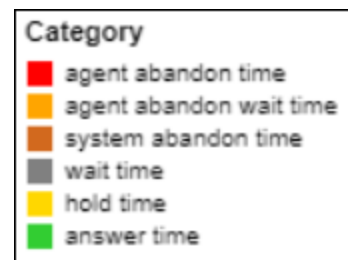 Category
agent abandon time
agent abandon wait time
system abandon time
wait time
hold time
answer time